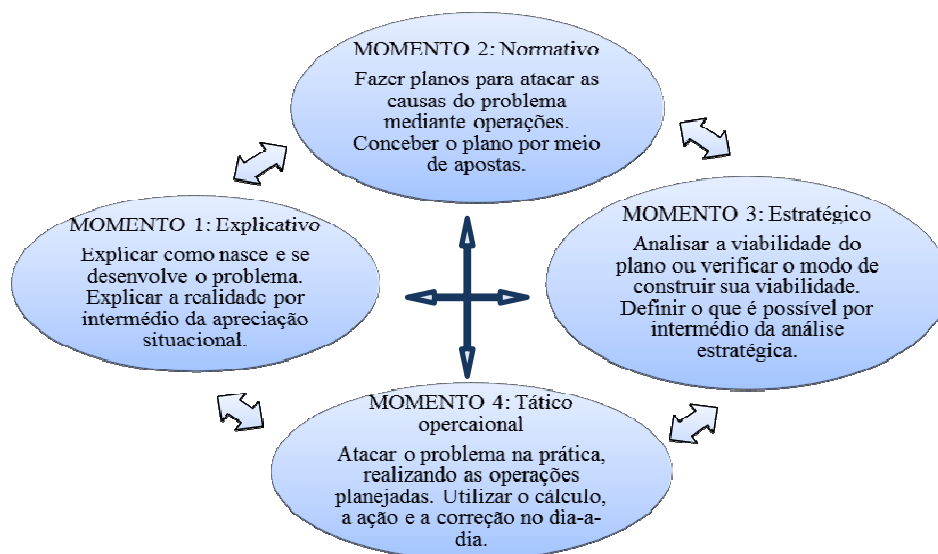 MOMENTO 2: Normativo
Fazer planos para atacar as
causas do problema
mediante operações.
Conceber o plano por meio
de apostas.
MOMENTO 1: Explicativo
Explicar como nasce e se
desenvolve o problema.
Explicar a realidade por
intermédio da apreciação
situacional.
MOMENTO 3: Estratégico
Analisar a viabilidade do
plano ou verificar o modo de
construir sua viabilidade.
Definir o que é possível por
intermédio da análise
estratégica.
MOMENTO 4: Tático
opercaional
Atacar o problema na prática,
realizando as operações
planejadas. Utilizar o cálculo,
a ação e a correção no dia-a-
dia.